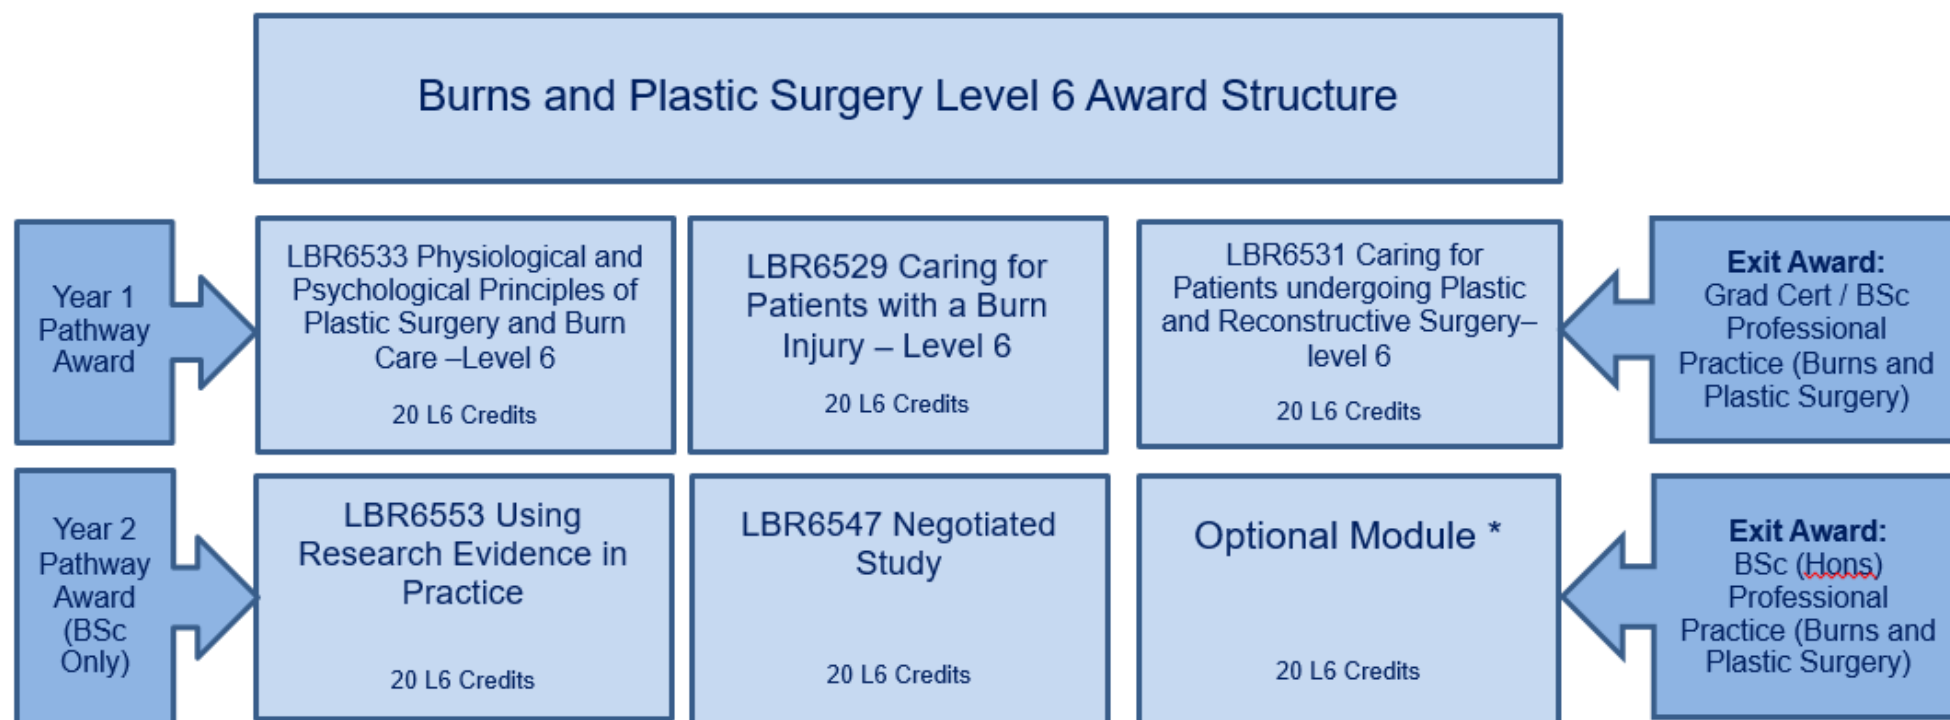 Burns and Plastic Surgery Level 6 Award Structure
Year 1
Pathway
Award
LBR6533 Physiological and
Psychological Principles of
Plastic Surgery and Burn
Care –Level 6
20 L6 Credits
LBR6529 Caring for
Patients with a Burn
Injury – Level 6
20 L6 Credits
LBR6531 Caring for
Patients undergoing Plastic
and Reconstructive Surgery–
level 6
20 L6 Credits
Exit Award:
Grad Cert / BSc
Professional
Practice (Burns and
Plastic Surgery)
Year 2
Pathway
Award
(BSc
Only)
LBR6553 Using
Research Evidence in
Practice
20 L6 Credits
LBR6547 Negotiated
Study
20 L6 Credits
Optional Module *
20 L6 Credits
Exit Award:
BSc (Hons)
Professional
Practice (Burns and
Plastic Surgery)